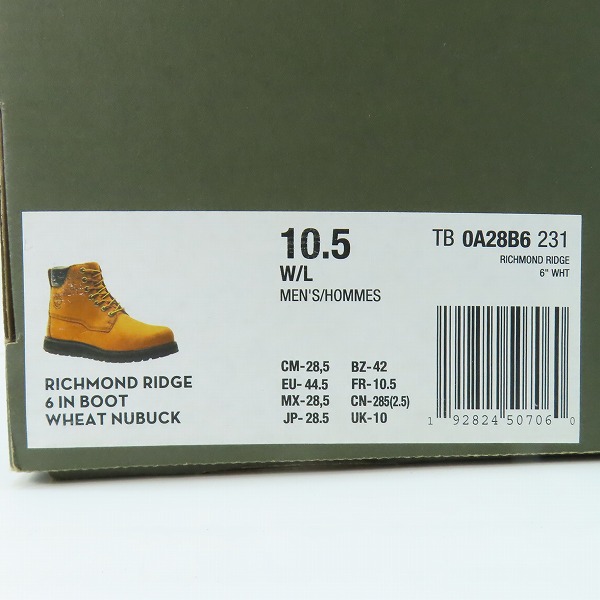 10.5
W/L
MEN'S/HOMMES
TB 0A28B6 231
RICHMOND RIDGE
6" WHT
RICHMOND RIDGE
6 IN BOOT
WHEAT NUBUCK
CM-28,5 BZ-42
EU- 44.5 FR-10.5
MX-28,5 CN-285(2.5)
JP-28.5 UK-10
1 92824 50706 0